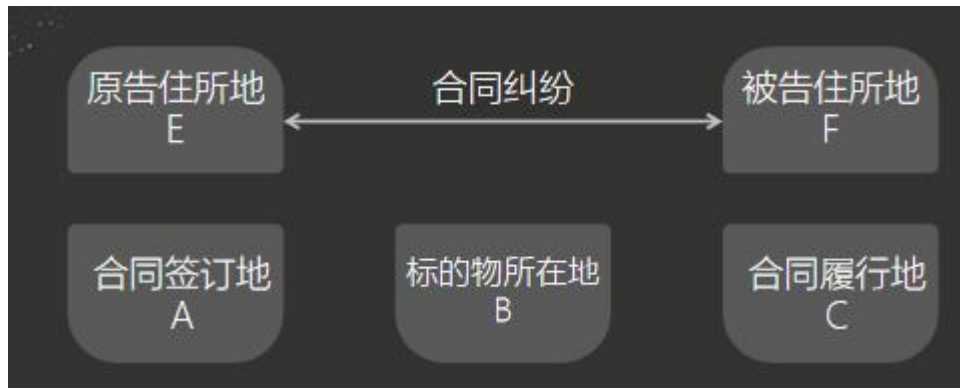 原告住所地
E
合同纠纷
被告住所地
F
合同签订地
A
标的物所在地
B
合同履行地
C